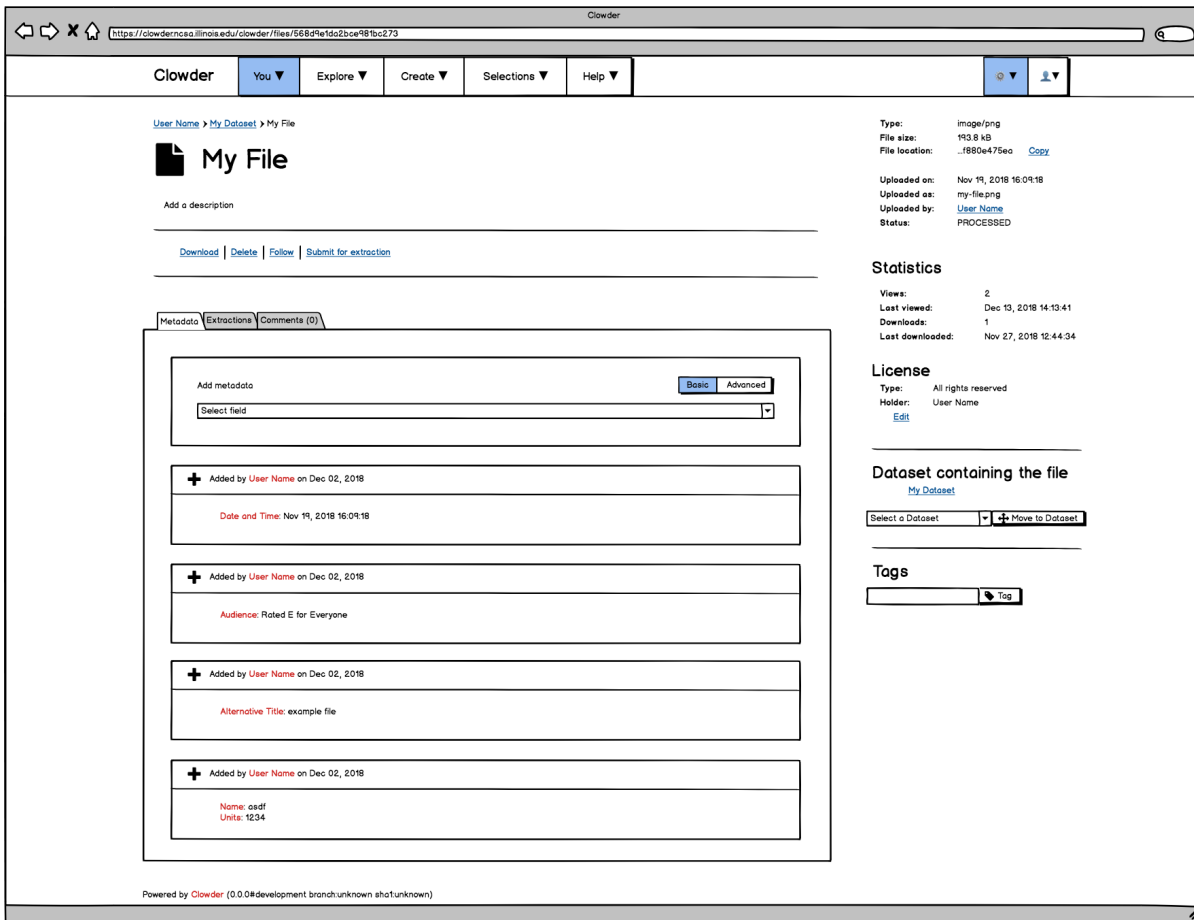 Clowder
https://clowder.ncsa.illinois.edu/clowder/files/568d9e1da2bce981bc273
Clowder You ▼ Explore ▼ Create ▼ Selections ▼ Help ▼
User Name > My Dataset > My File
My File
Add a description
Download | Delete | Follow | Submit for extraction
Metadata Extractions Comments (0)
Add metadata
Basic Advanced
Select field
Added by User Name on Dec 02, 2018
Date and Time: Nov 19, 2018 16:09:18
Added by User Name on Dec 02, 2018
Audience: Rated E for Everyone
Added by User Name on Dec 02, 2018
Alternative Title: example file
Added by User Name on Dec 02, 2018
Name: asdf
Units: 1234
Type: image/png
File size: 193.8 kB
File location: ...f880e475ea Copy
Uploaded on: Nov 19, 2018 16:09:18
Uploaded as: my-file.png
Uploaded by: User Name
Status: PROCESSED
Statistics
Views: 2
Last viewed: Dec 13, 2018 14:13:41
Downloads: 1
Last downloaded: Nov 27, 2018 12:44:34
License
Type: All rights reserved
Holder: User Name
Edit
Dataset containing the file
My Dataset
Select a Dataset Move to Dataset
Tags
Tag
Powered by Clowder (0.0.0#development branch:unknown sha1:unknown)